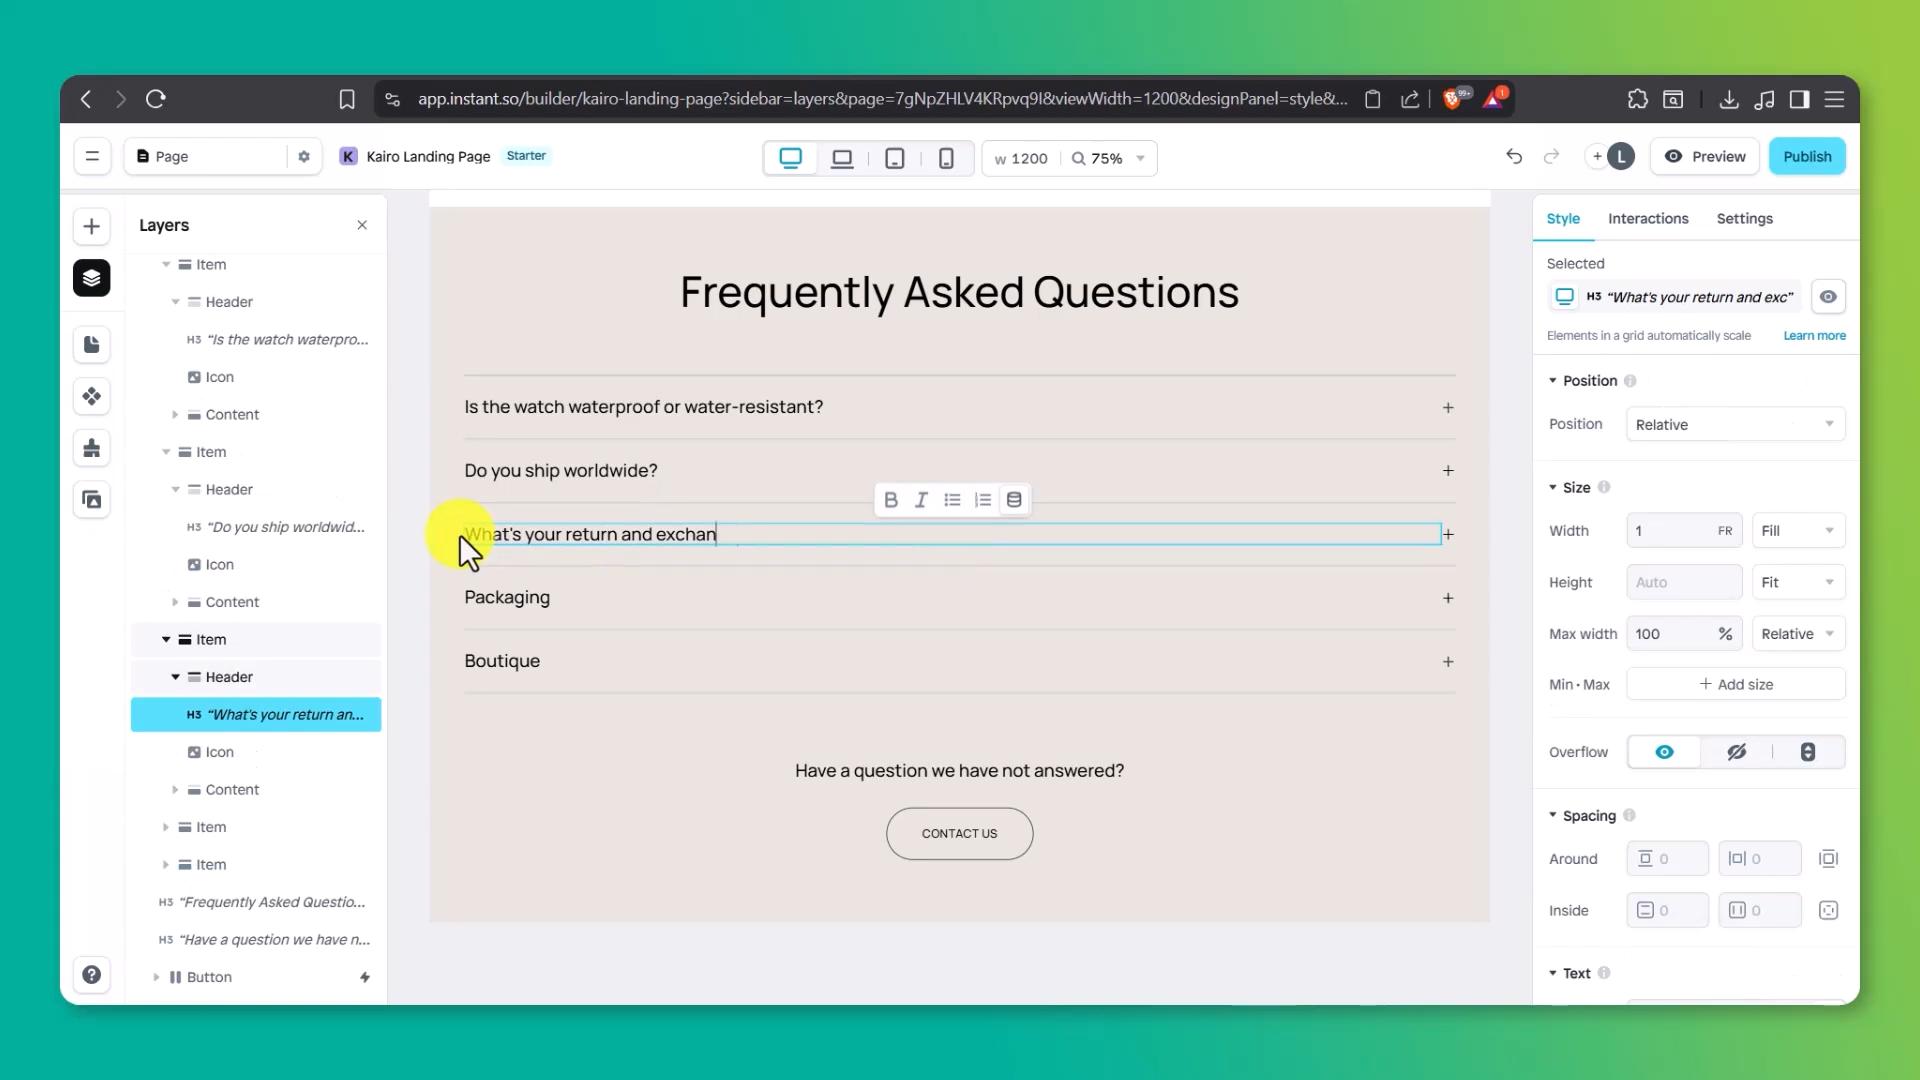 app.instant.so/builder/kairo-landing-page?sidebar=layers&page=7gNpZHLV4KRpvq9I&viewWidth=1200&designPanel=style&...
99+
1
Page
K
Kairo Landing Page
Starter
W 1200
75%
L
Preview
Publish
Layers
Item
Header
H3 "Is the watch waterpro...
Icon
Content
Item
Header
H3 "Do you ship worldwid...
Icon
Content
Item
Header
H3 "What's your return an...
Icon
Content
Item
Item
H3 "Frequently Asked Questio...
H3 "Have a question we have n...
Button
Frequently Asked Questions
Is the watch waterproof or water-resistant?
Do you ship worldwide?
B I
What's your return and exchan
Packaging
Boutique
Have a question we have not answered?
CONTACT US
Style Interactions Settings
Selected
H3 "What's your return and exc"
Elements in a grid automatically scale Learn more
Position
Position Relative
Size
Width 1 FR Fill
Height Auto Fit
Max width 100 % Relative
Min · Max + Add size
Overflow
Spacing
Around 0 0
Inside 0 0
Text